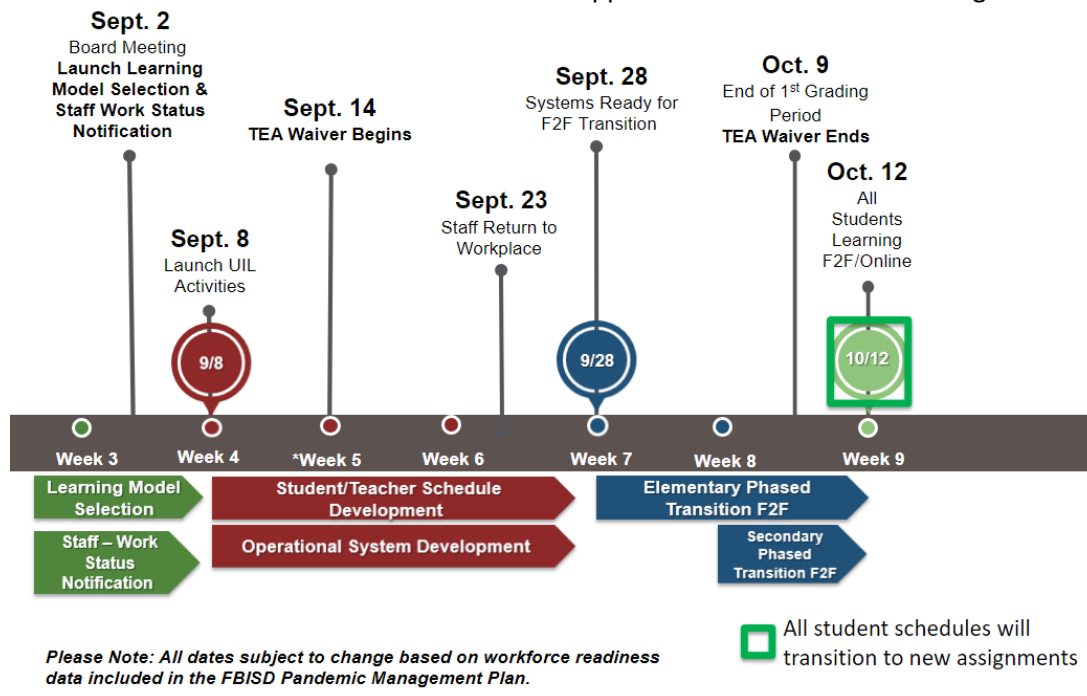 Sept. 2
Board Meeting
Launch Learning
Model Selection &
Staff Work Status
Notification
Sept. 14
TEA Waiver Begins
Sept. 8
Launch UIL
Activities
Sept. 23
Staff Return to
Workplace
Sept. 28
Systems Ready for
F2F Transition
Oct. 9
End of 1st Grading
Period
TEA Waiver Ends
Oct. 12
All
Students
Learning
F2F/Online
9/8
9/28
10/12
Week 3
Week 4
*Week 5
Week 6
Week 7
Week 8
Week 9
Learning Model
Selection
Student/Teacher Schedule
Development
Elementary Phased
Transition F2F
Staff – Work
Status
Notification
Operational System Development
Secondary
Phased
Transition F2F
Please Note: All dates subject to change based on workforce readiness
data included in the FBISD Pandemic Management Plan.
All student schedules will
transition to new assignments